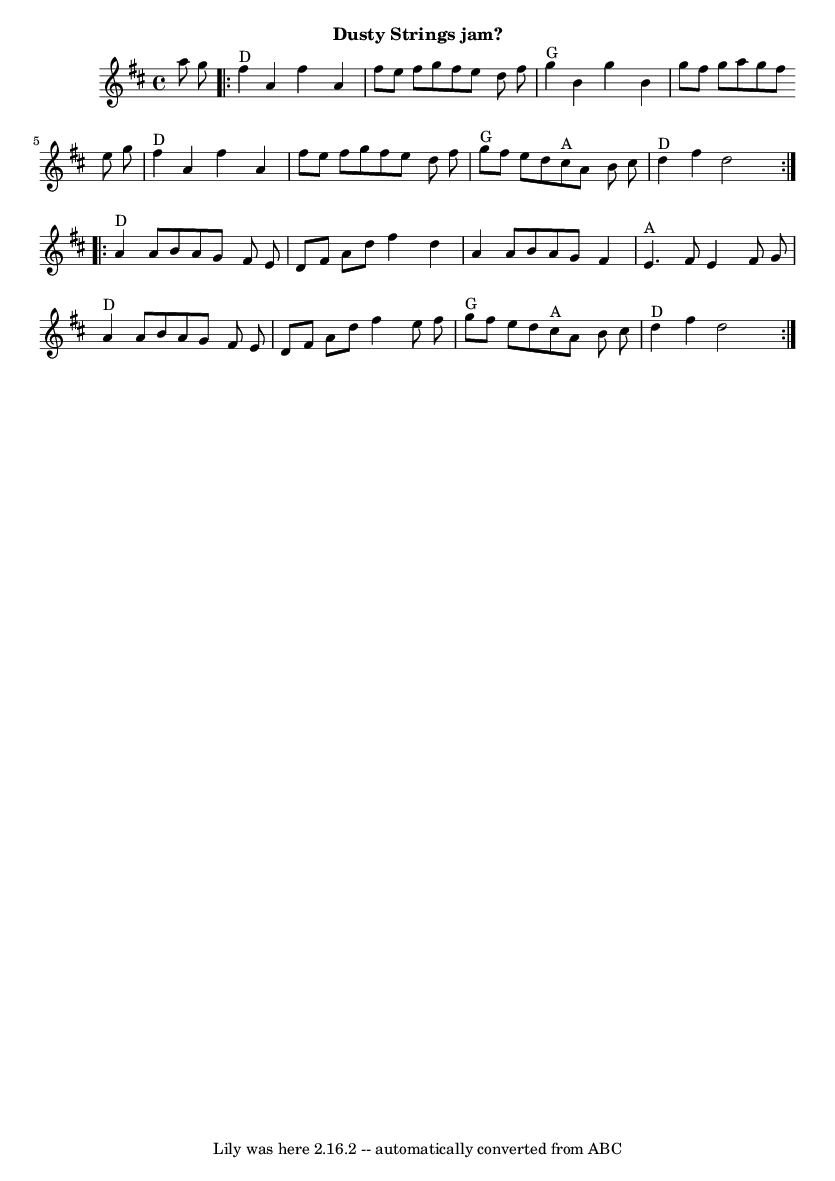 Dusty Strings jam?
D G
5 D G A D
D A
D G A D
Lily was here 2.16.2 -- automatically converted from ABC